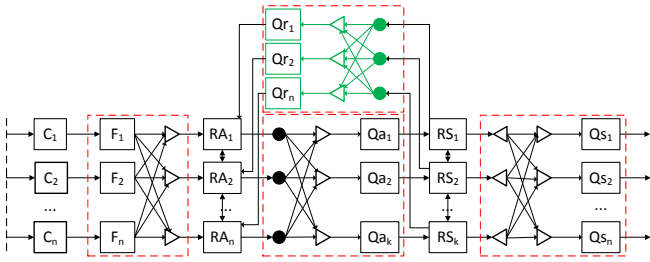 Qr1
Qr2
Qrn
C1 F1 RA1 Qa1 RS1 Qs1
C2 F2 RA2 Qa2 RS2 Qs2
... ... ... ...
Cn Fn RAn Qak RSk Qsn